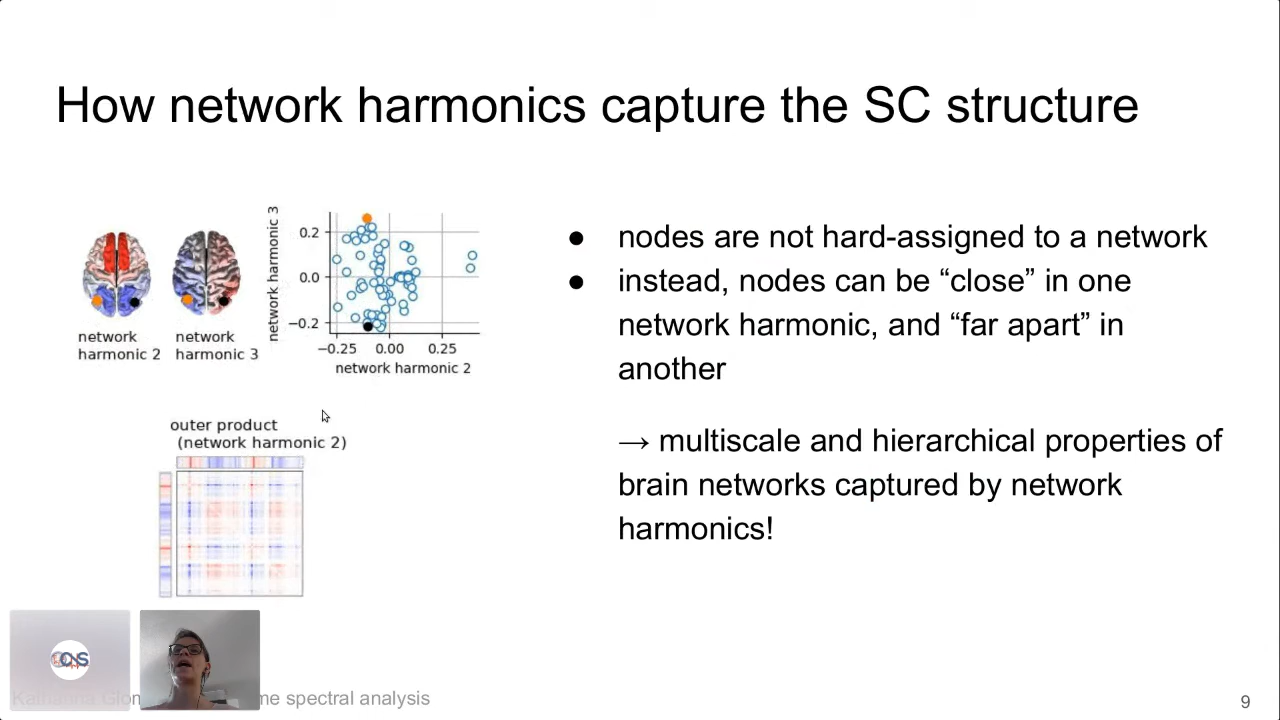 How network harmonics capture the SC structure
network
harmonic 2
network
harmonic 3
network harmonic 3
0.2
0.0
−0.2
−0.25 0.00 0.25
network harmonic 2
outer product
(network harmonic 2)
● nodes are not hard-assigned to a network
● instead, nodes can be “close” in one
network harmonic, and “far apart” in
another
→ multiscale and hierarchical properties of
brain networks captured by network
harmonics!
spectral analysis
9